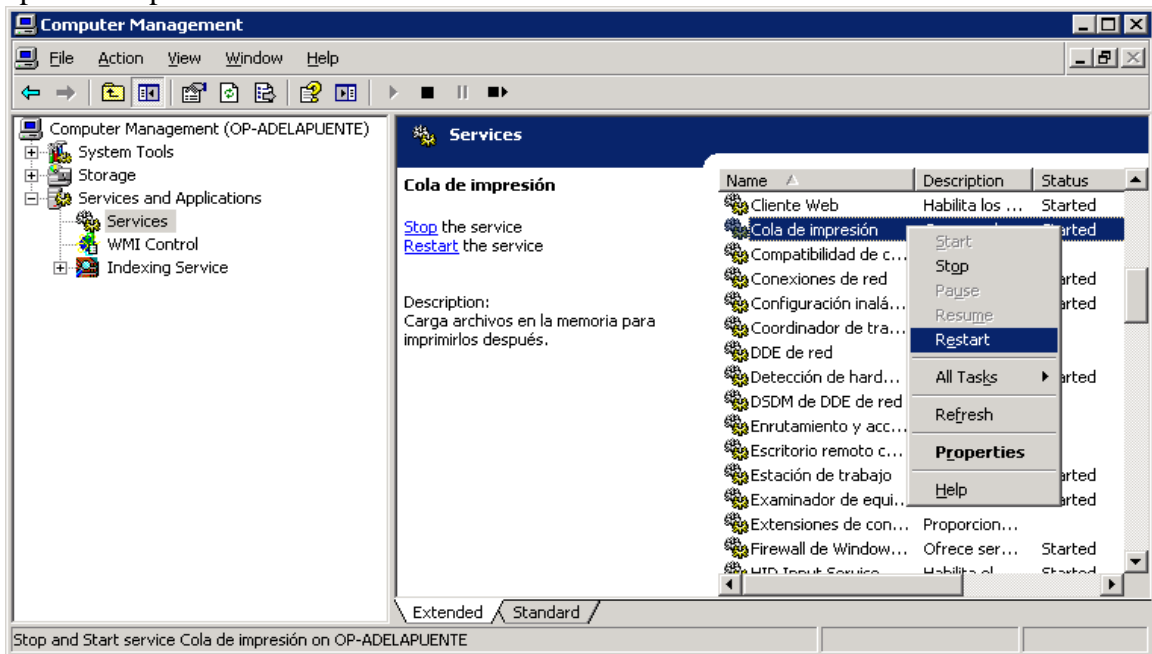 Computer Management
File Action View Window Help
Computer Management (OP-ADELAPUENTE)
System Tools
Storage
Services and Applications
Services
WMI Control
Indexing Service
Services
Cola de impresión
Stop the service
Restart the service
Description:
Carga archivos en la memoria para
imprimirlos después.
Name Description Status
Cliente Web Habilita los ... Started
Cola de impresión
Compatibilidad de c...
Conexiones de red
Configuración inalá...
Coordinador de tra...
DDE de red
Detección de hard...
DSDM de DDE de red
Enrutamiento y acc...
Escritorio remoto c...
Estación de trabajo
Examinador de equi...
Extensiones de con... Proporcion...
Firewall de Window... Ofrece ser... Started
HID Input Service Habilita el Started
Start
Stop
Pause
Resume
Restart
All Tasks
Refresh
Properties
Help
Extended Standard
Stop and Start service Cola de impresión on OP-ADELAPUENTE